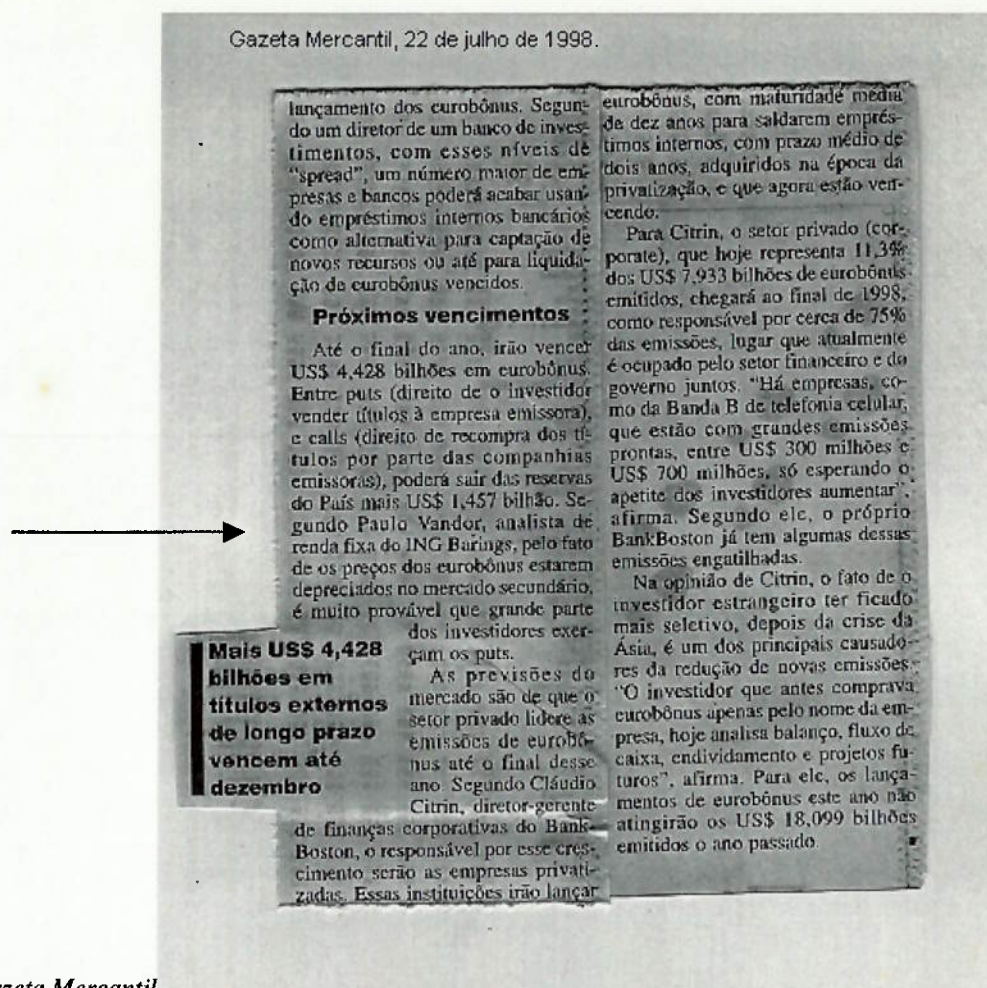 Gazeta Mercantil, 22 de julho de 1998.
lançamento dos eurobônus. Segun-
do um diretor de um banco de inves-
timentos, com esses níveis de
"spread", um número maior de em-
presas e bancos poderá acabar usan-
do empréstimos internos bancários
como alternativa para captação de
novos recursos ou até para liquida-
ção de eurobônus vencidos.
Próximos vencimentos
Até o final do ano, irão vencer
US$ 4,428 bilhões em eurobônus.
Entre puts (direito de o investidor
vender títulos à empresa emissora),
e calls (direito de recompra dos tí-
tulos por parte das companhias
emissoras), poderá sair das reservas
do País mais US$ 1,457 bilhão. Se-
gundo Paulo Vandor, analista de
renda fixa do ING Barings, pelo fato
de os preços dos eurobônus estarem
depreciados no mercado secundário,
é muito provável que grande parte
dos investidores exer-
çam os puts.
As previsões do
mercado são de que o
setor privado lidere as
emissões de eurobô-
nus até o final desse
ano. Segundo Cláudio
Citrin, diretor-gerente
de finanças corporativas do Bank-
Boston, o responsável por esse cres-
cimento serão as empresas privati-
zadas. Essas instituições irão lançar
Mais US$ 4,428
bilhões em
títulos externos
de longo prazo
vencem até
dezembro
eurobônus, com maturidade média
de dez anos para saldarem emprés-
timos internos, com prazo médio de
dois anos, adquiridos na época da
privatização, e que agora estão ven-
cendo.
Para Citrin, o setor privado (cor-
porate), que hoje representa 11,3%
dos US$ 7,933 bilhões de eurobônus
emitidos, chegará ao final de 1998,
como responsável por cerca de 75%
das emissões, lugar que atualmente
é ocupado pelo setor financeiro e do
governo juntos. "Há empresas, co-
mo da Banda B de telefonia celular,
que estão com grandes emissões
prontas, entre US$ 300 milhões e
US$ 700 milhões, só esperando o
apetite dos investidores aumentar",
afirma. Segundo ele, o próprio
BankBoston já tem algumas dessas
emissões engatilhadas.
Na opinião de Citrin, o fato de o
investidor estrangeiro ter ficado
mais seletivo, depois da crise da
Ásia, é um dos principais causado-
res da redução de novas emissões.
"O investidor que antes comprava
eurobônus apenas pelo nome da em-
presa, hoje analisa balanço, fluxo de
caixa, endividamento e projetos fu-
turos", afirma. Para ele, os lança-
mentos de eurobônus este ano não
atingirão os US$ 18,099 bilhões
emitidos o ano passado.
Mercantil